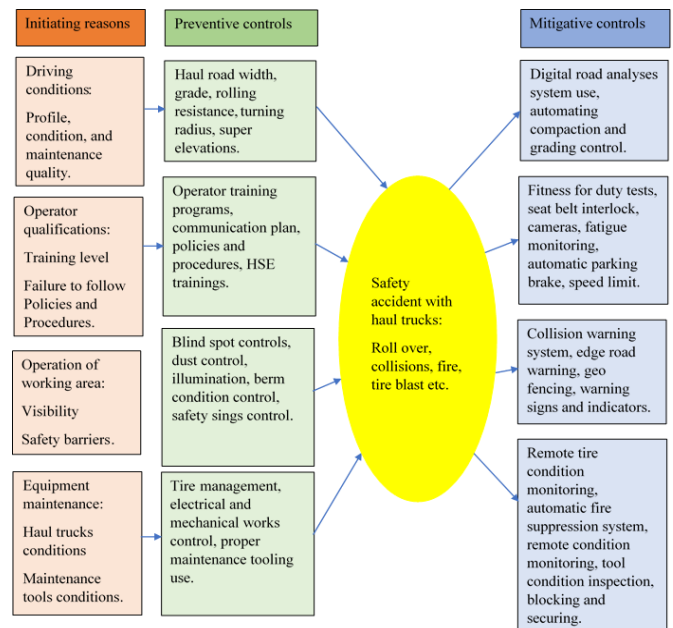 Initiating reasons
Preventive controls
Mitigative controls
Driving
conditions:
Profile,
condition, and
maintenance
quality.
Haul road width,
grade, rolling
resistance, turning
radius, super
elevations.
Digital road analyses
system use,
automating
compaction and
grading control.
Operator
qualifications:
Training level
Failure to follow
Policies and
Procedures.
Operator training
programs,
communication plan,
policies and
procedures, HSE
trainings.
Safety
accident with
haul trucks:
Roll over,
collisions, fire,
tire blast etc.
Fitness for duty tests,
seat belt interlock,
cameras, fatigue
monitoring,
automatic parking
brake, speed limit.
Operation of
working area:
Visibility
Safety barriers.
Blind spot controls,
dust control,
illumination, berm
condition control,
safety sings control.
Collision warning
system, edge road
warning, geo
fencing, warning
signs and indicators.
Equipment
maintenance:
Haul trucks
conditions
Maintenance
tools conditions.
Tire management,
electrical and
mechanical works
control, proper
maintenance tooling
use.
Remote tire
condition
monitoring,
automatic fire
suppression system,
remote condition
monitoring, tool
condition inspection,
blocking and
securing.